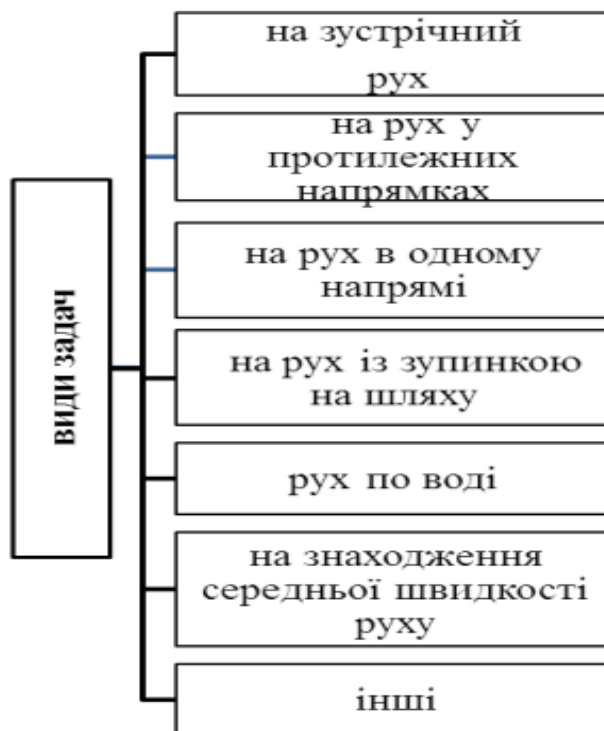 види задач
на зустрічний
рух
на рух у
протилежних
напрямках
на рух в одному
напрямі
на рух із зупинкою
на шляху
рух по воді
на знаходження
середньої швидкості
руху
інші